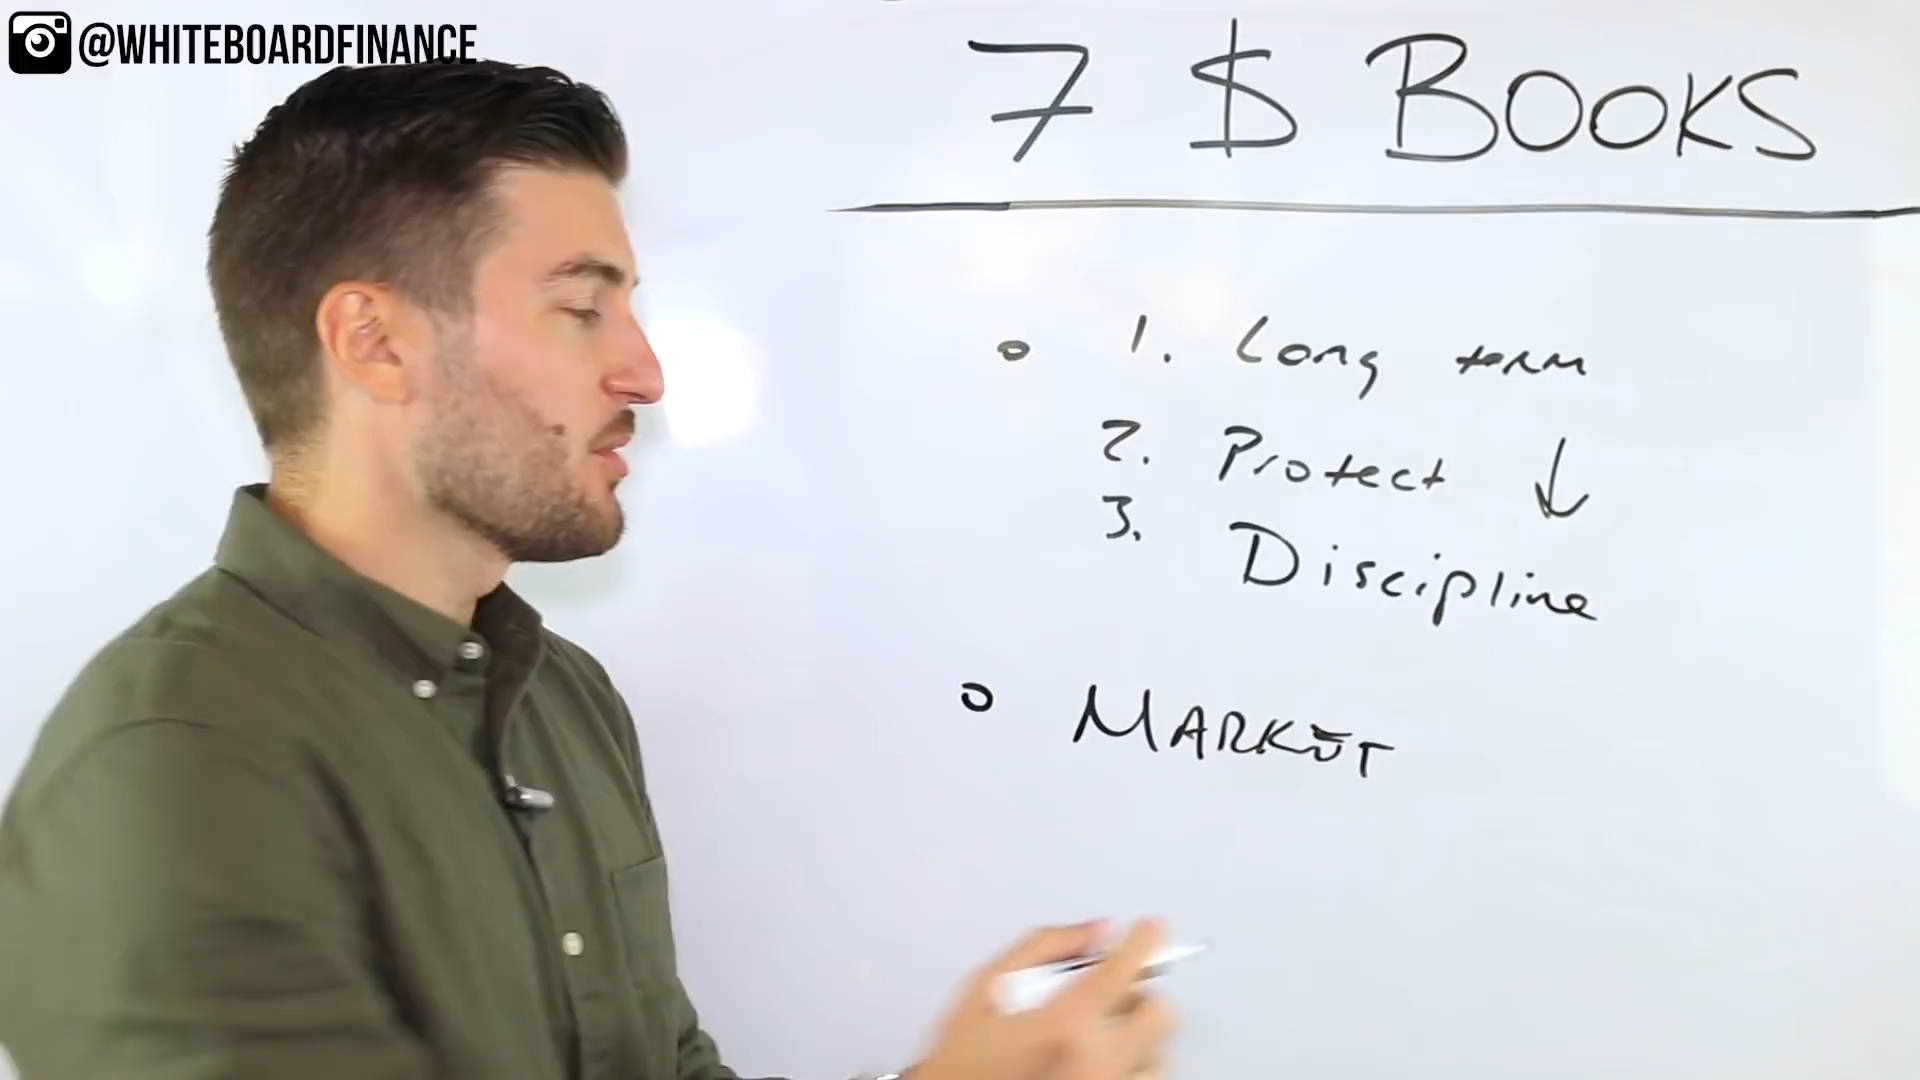 @WHITEBOARDFINANCE
7 $ BOOKS
1. Long term
2. Protect ↓
3. Discipline
MARKET